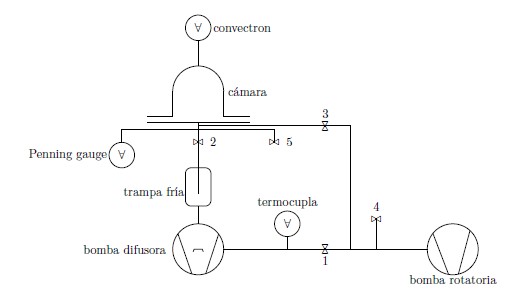 convectron
cámara
3
2
5
Penning gauge
trampa fría
termocupla
4
bomba difusora
1
bomba rotatoria